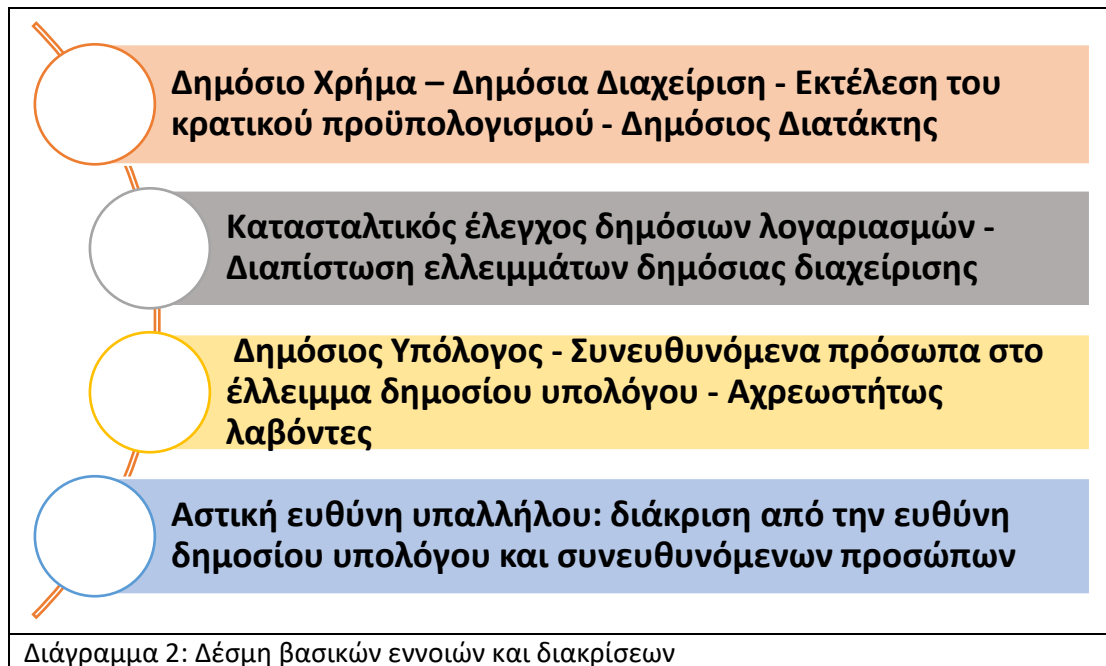 Δημόσιο Χρήμα – Δημόσια Διαχείριση - Εκτέλεση του
κρατικού προϋπολογισμού - Δημόσιος Διατάκτης
Κατασταλτικός έλεγχος δημόσιων λογαριασμών -
Διαπίστωση ελλειμμάτων δημόσιας διαχείρισης
Δημόσιος Υπόλογος - Συνευθυνόμενα πρόσωπα στο
έλλειμμα δημοσίου υπολόγου - Αχρεωστήτως
λαβόντες
Αστική ευθύνη υπαλλήλου: διάκριση από την ευθύνη
δημοσίου υπολόγου και συνευθυνόμενων προσώπων
Διάγραμμα 2: Δέσμη βασικών εννοιών και διακρίσεων